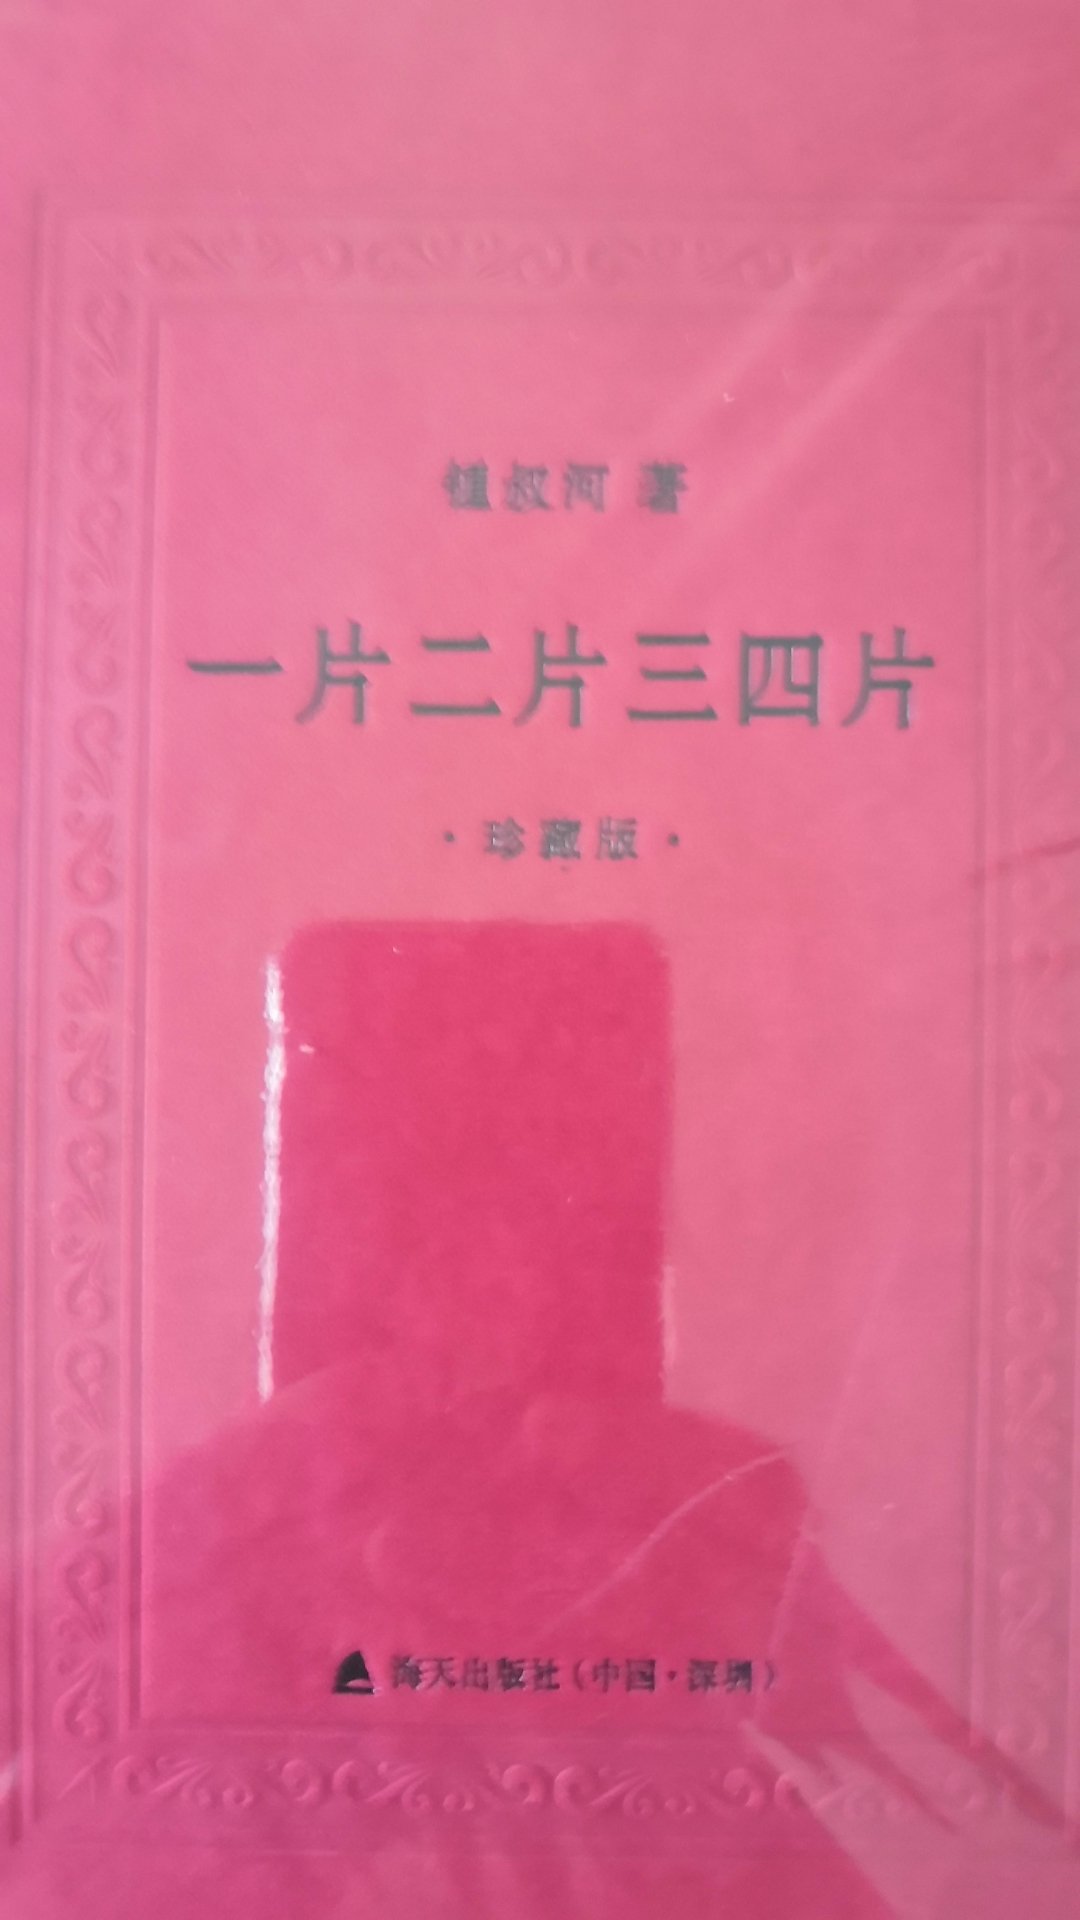 锺叔河 著
一片二片三四片
·珍藏版·
海天出版社(中国·深圳)